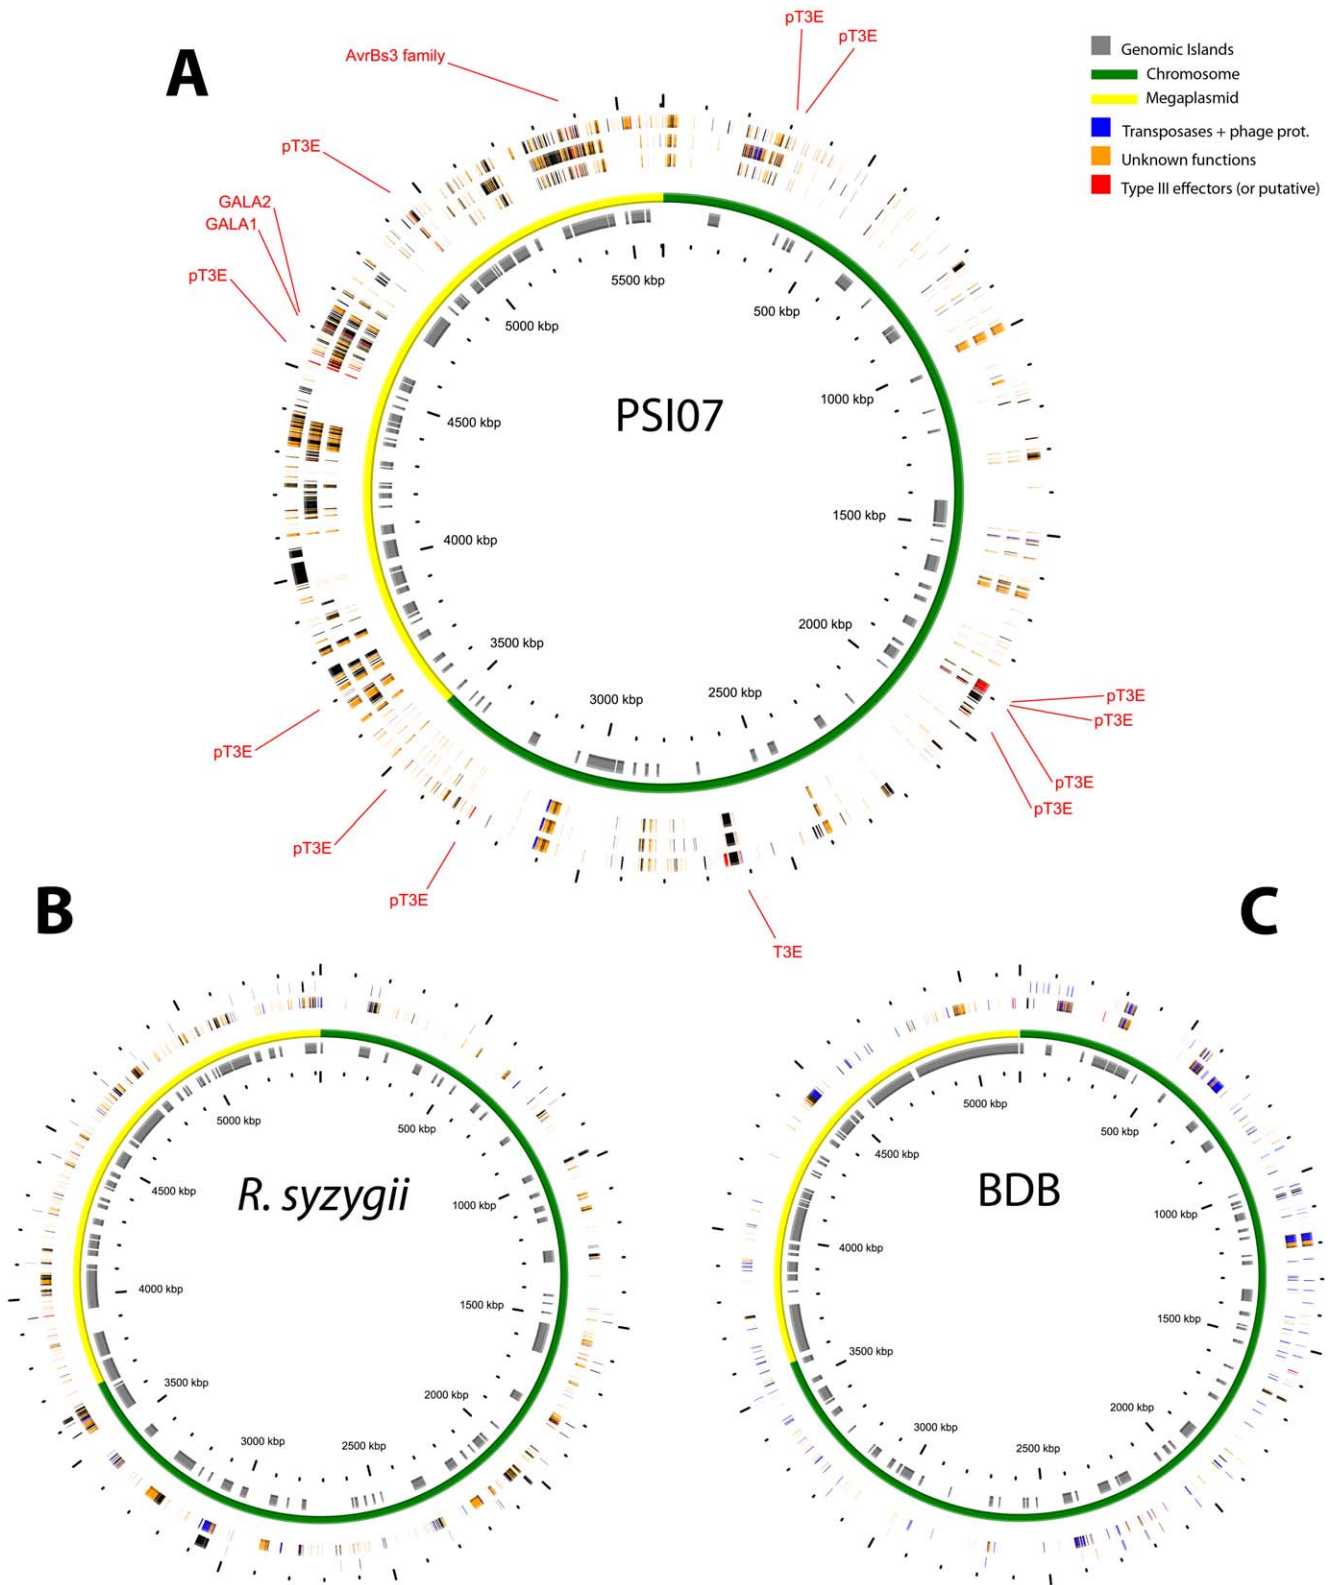 A
AvrBs3 family
pT3E
pT3E
Genomic Islands
Chromosome
Megaplasmid
Transposases + phage prot.
Unknown functions
Type III effectors (or putative)
pT3E
GALA2
GALA1
pT3E
5500 kbp
500 kbp
5000 kbp
1000 kbp
4500 kbp
PSI07
1500 kbp
4000 kbp
2000 kbp
3500 kbp
2500 kbp
3000 kbp
pT3E
pT3E
pT3E
pT3E
pT3E
pT3E
pT3E
T3E
B
5000 kbp
500 kbp
4500 kbp
R. syzygii
1000 kbp
4000 kbp
1500 kbp
3500 kbp
2000 kbp
3000 kbp
2500 kbp
C
5000 kbp
500 kbp
4500 kbp
BDB
1000 kbp
4000 kbp
1500 kbp
3500 kbp
2000 kbp
3000 kbp
2500 kbp